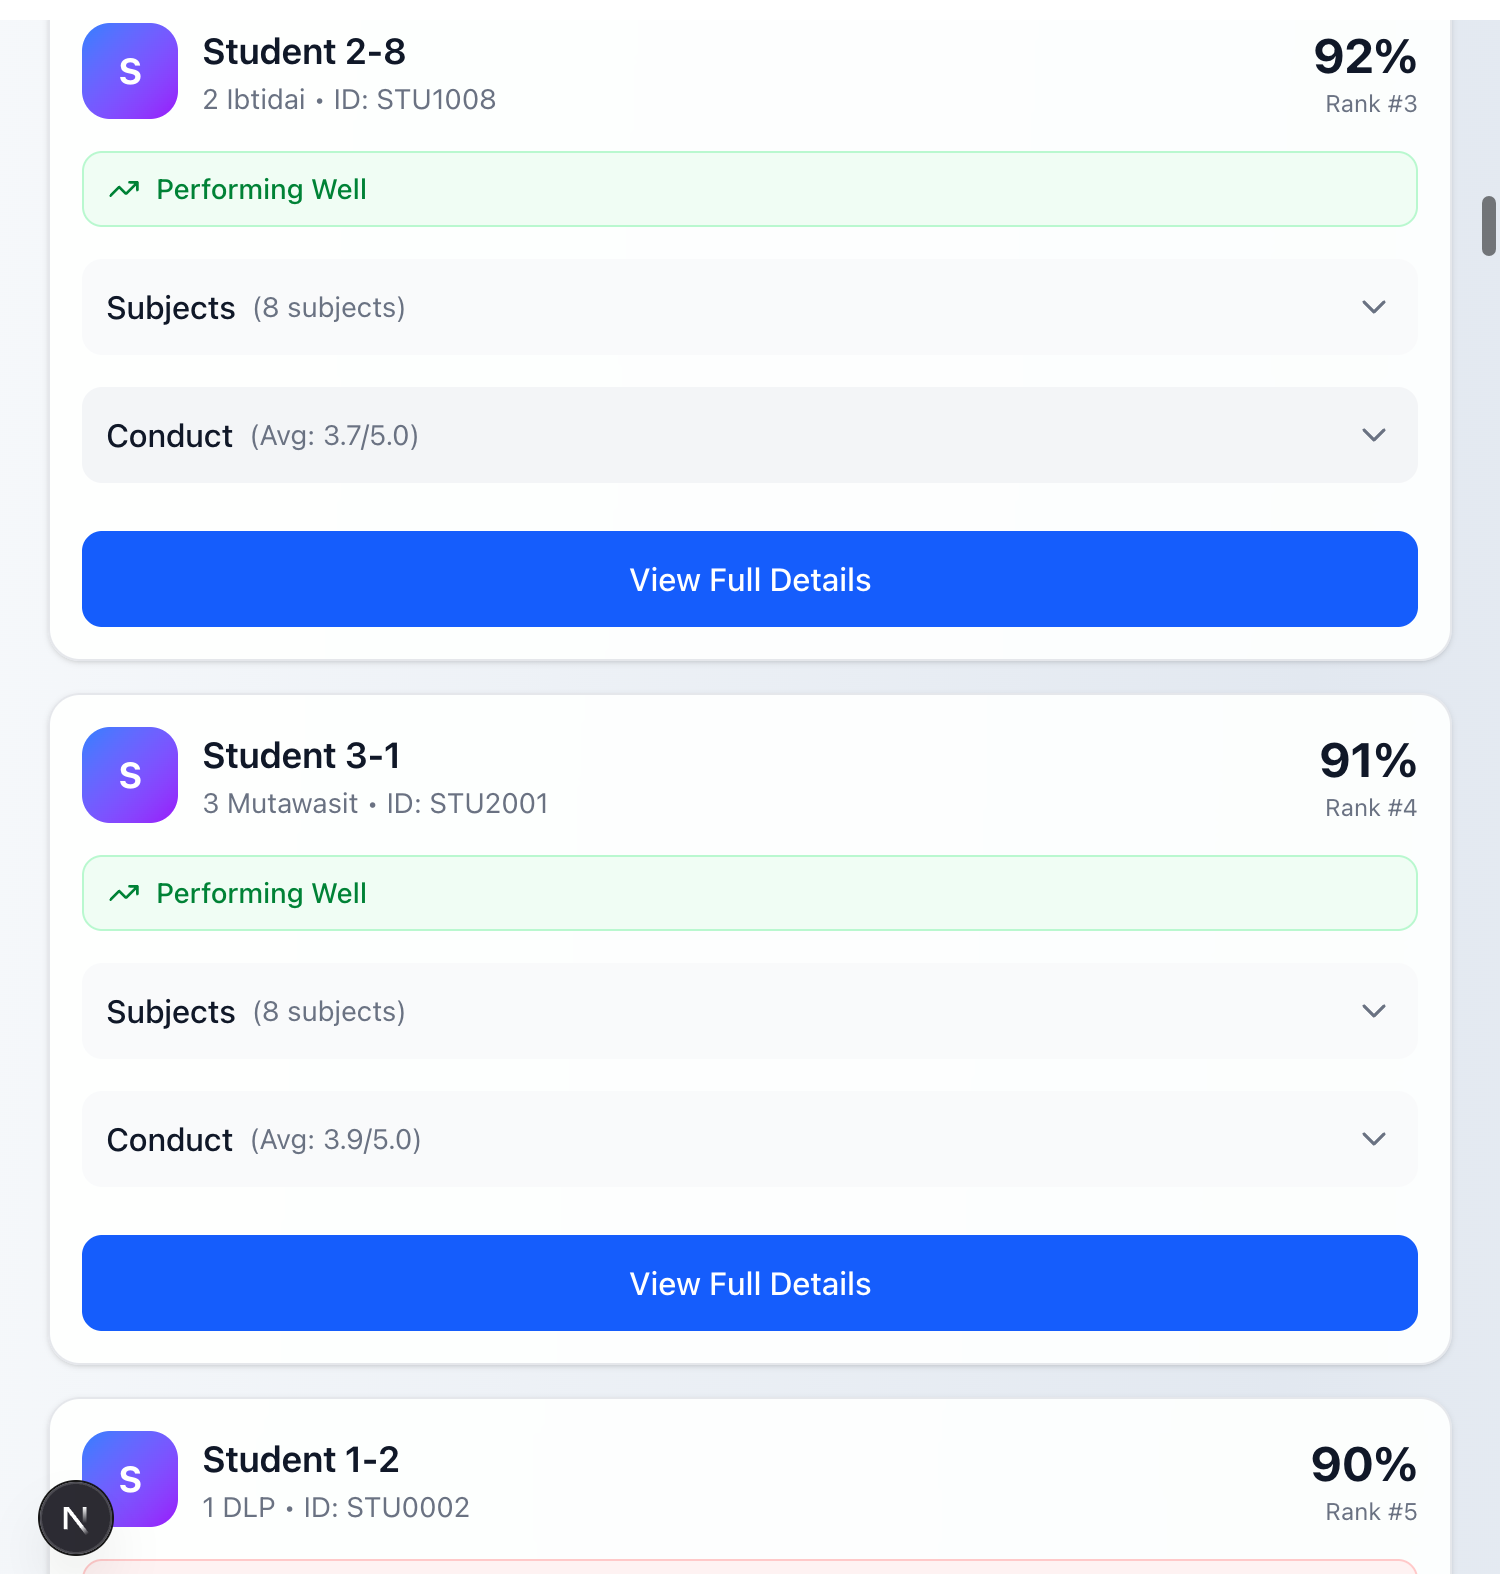 S
Student 2-8
2 Ibtidai • ID: STU1008
92%
Rank #3
Performing Well
Subjects (8 subjects)
Conduct (Avg: 3.7/5.0)
View Full Details
S
Student 3-1
3 Mutawasit • ID: STU2001
91%
Rank #4
Performing Well
Subjects (8 subjects)
Conduct (Avg: 3.9/5.0)
View Full Details
S
Student 1-2
1 DLP • ID: STU0002
90%
Rank #5
N